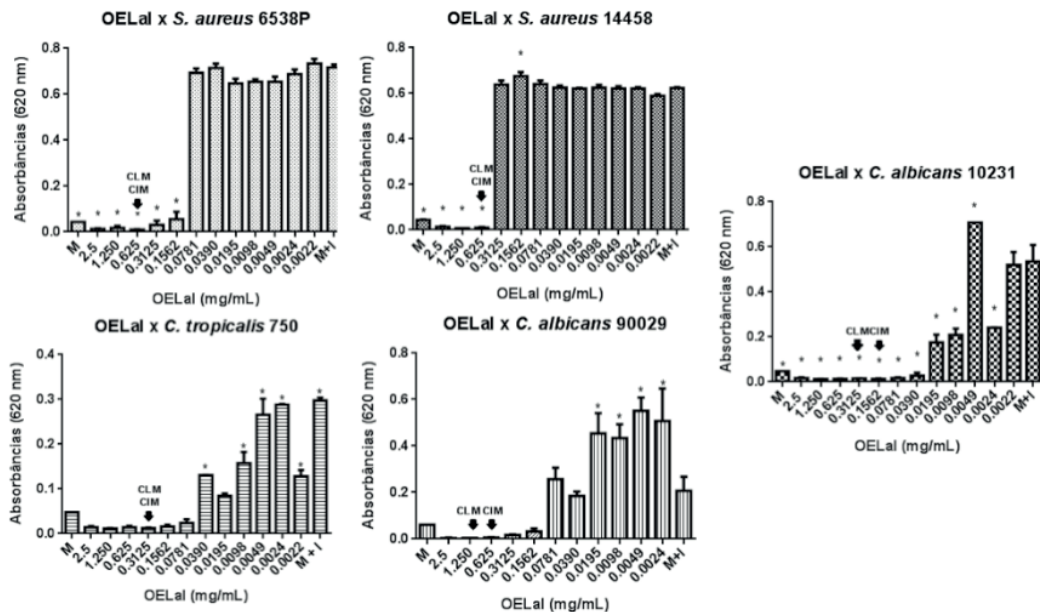 OELal x S. aureus 6538P
Absorbâncias (620 nm)
0.8
0.6
0.4
0.2
0.0
CLM
CIM
* * * * * *
M 2.5 1.250 0.625 0.3125 0.1562 0.0781 0.0390 0.0195 0.0098 0.0049 0.0024 0.0022 M+I
OELal (mg/mL)
OELal x S. aureus 14458
Absorbâncias (620 nm)
0.8
0.6
0.4
0.2
0.0
*
CLM
CIM
* * * *
M 2.5 1.250 0.625 0.3125 0.1562 0.0781 0.0390 0.0195 0.0098 0.0049 0.0024 0.0022 M+I
OELal (mg/mL)
OELal x C. albicans 10231
Absorbâncias (620 nm)
0.8
0.6
0.4
0.2
0.0
CLM CIM
* * * * * * * * * * * *
M 2.5 1.250 0.625 0.3125 0.1562 0.0781 0.0390 0.0195 0.0098 0.0049 0.0024 0.0022 M+I
OELal (mg/mL)
OELal x C. tropicalis 750
Absorbâncias (620 nm)
0.4
0.3
0.2
0.1
0.0
CLM
CIM
* * * * * *
M 2.5 1.250 0.625 0.3125 0.1562 0.0781 0.0390 0.0195 0.0098 0.0049 0.0024 0.0022 M + I
OELal (mg/mL)
OELal x C. albicans 90029
Absorbâncias (620 nm)
0.8
0.6
0.4
0.2
0.0
CLM CIM
* * * *
M 2.5 1.250 0.625 0.3125 0.1562 0.0781 0.0390 0.0195 0.0098 0.0049 0.0024 M+I
OELal (mg/mL)